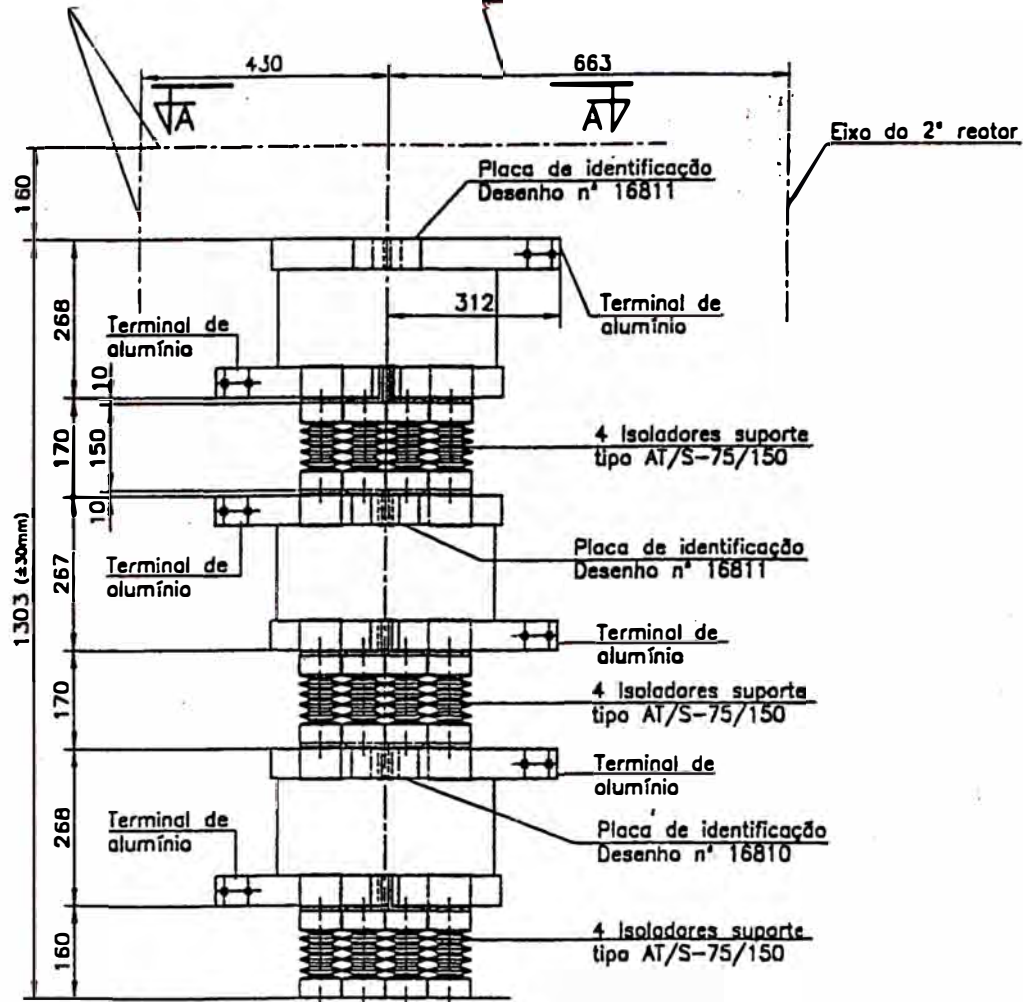 430
663
A
A
Eixo do 2° reator
160
Placa de identificação
Desenho n° 16811
268
312
Terminal de
alumínio
Terminal de
alumínio
10
170
150
4 Isoladores suporte
tipo AT/S-75/150
10
1303 (±30mm)
267
Terminal de
alumínio
Placa de identificação
Desenho n° 16811
Terminal de
alumínio
170
4 Isoladores suporte
tipo AT/S-75/150
Terminal de
alumínio
268
Terminal de
alumínio
Placa de identificação
Desenho n° 16810
160
4 Isoladores suporte
tipo AT/S-75/150